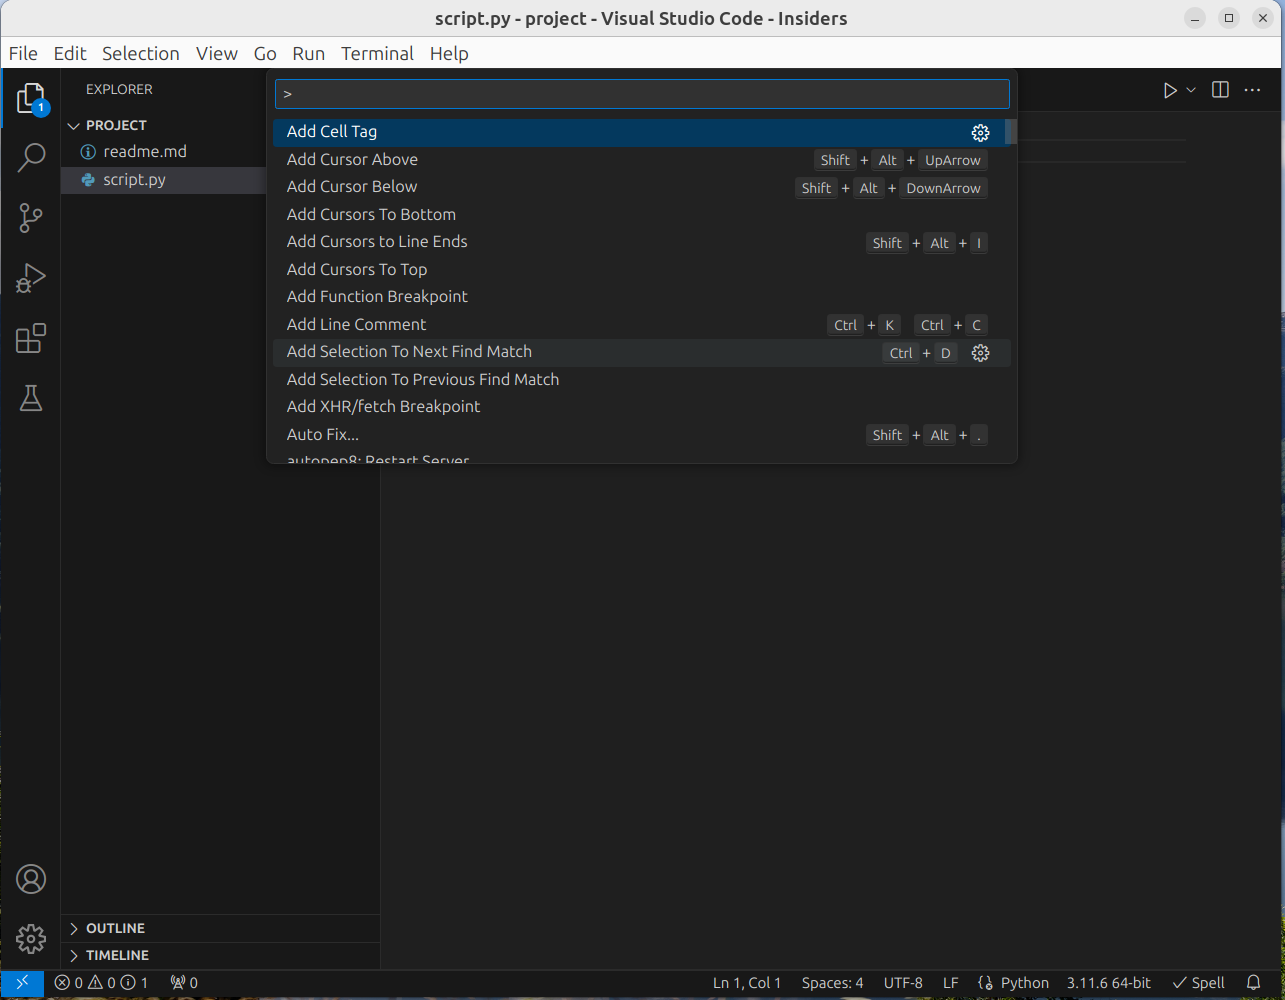 script.py - project - Visual Studio Code - Insiders
File Edit Selection View Go Run Terminal Help
EXPLORER
>
1
PROJECT
readme.md
script.py
Add Cell Tag
Add Cursor Above Shift + Alt + UpArrow
Add Cursor Below Shift + Alt + DownArrow
Add Cursors To Bottom
Add Cursors to Line Ends Shift + Alt + I
Add Cursors To Top
Add Function Breakpoint
Add Line Comment Ctrl + K Ctrl + C
Add Selection To Next Find Match Ctrl + D
Add Selection To Previous Find Match
Add XHR/fetch Breakpoint
Auto Fix... Shift + Alt + .
autopep8: Restart Server
OUTLINE
TIMELINE
0 0 1 0 Ln 1, Col 1 Spaces: 4 UTF-8 LF Python 3.11.6 64-bit Spell